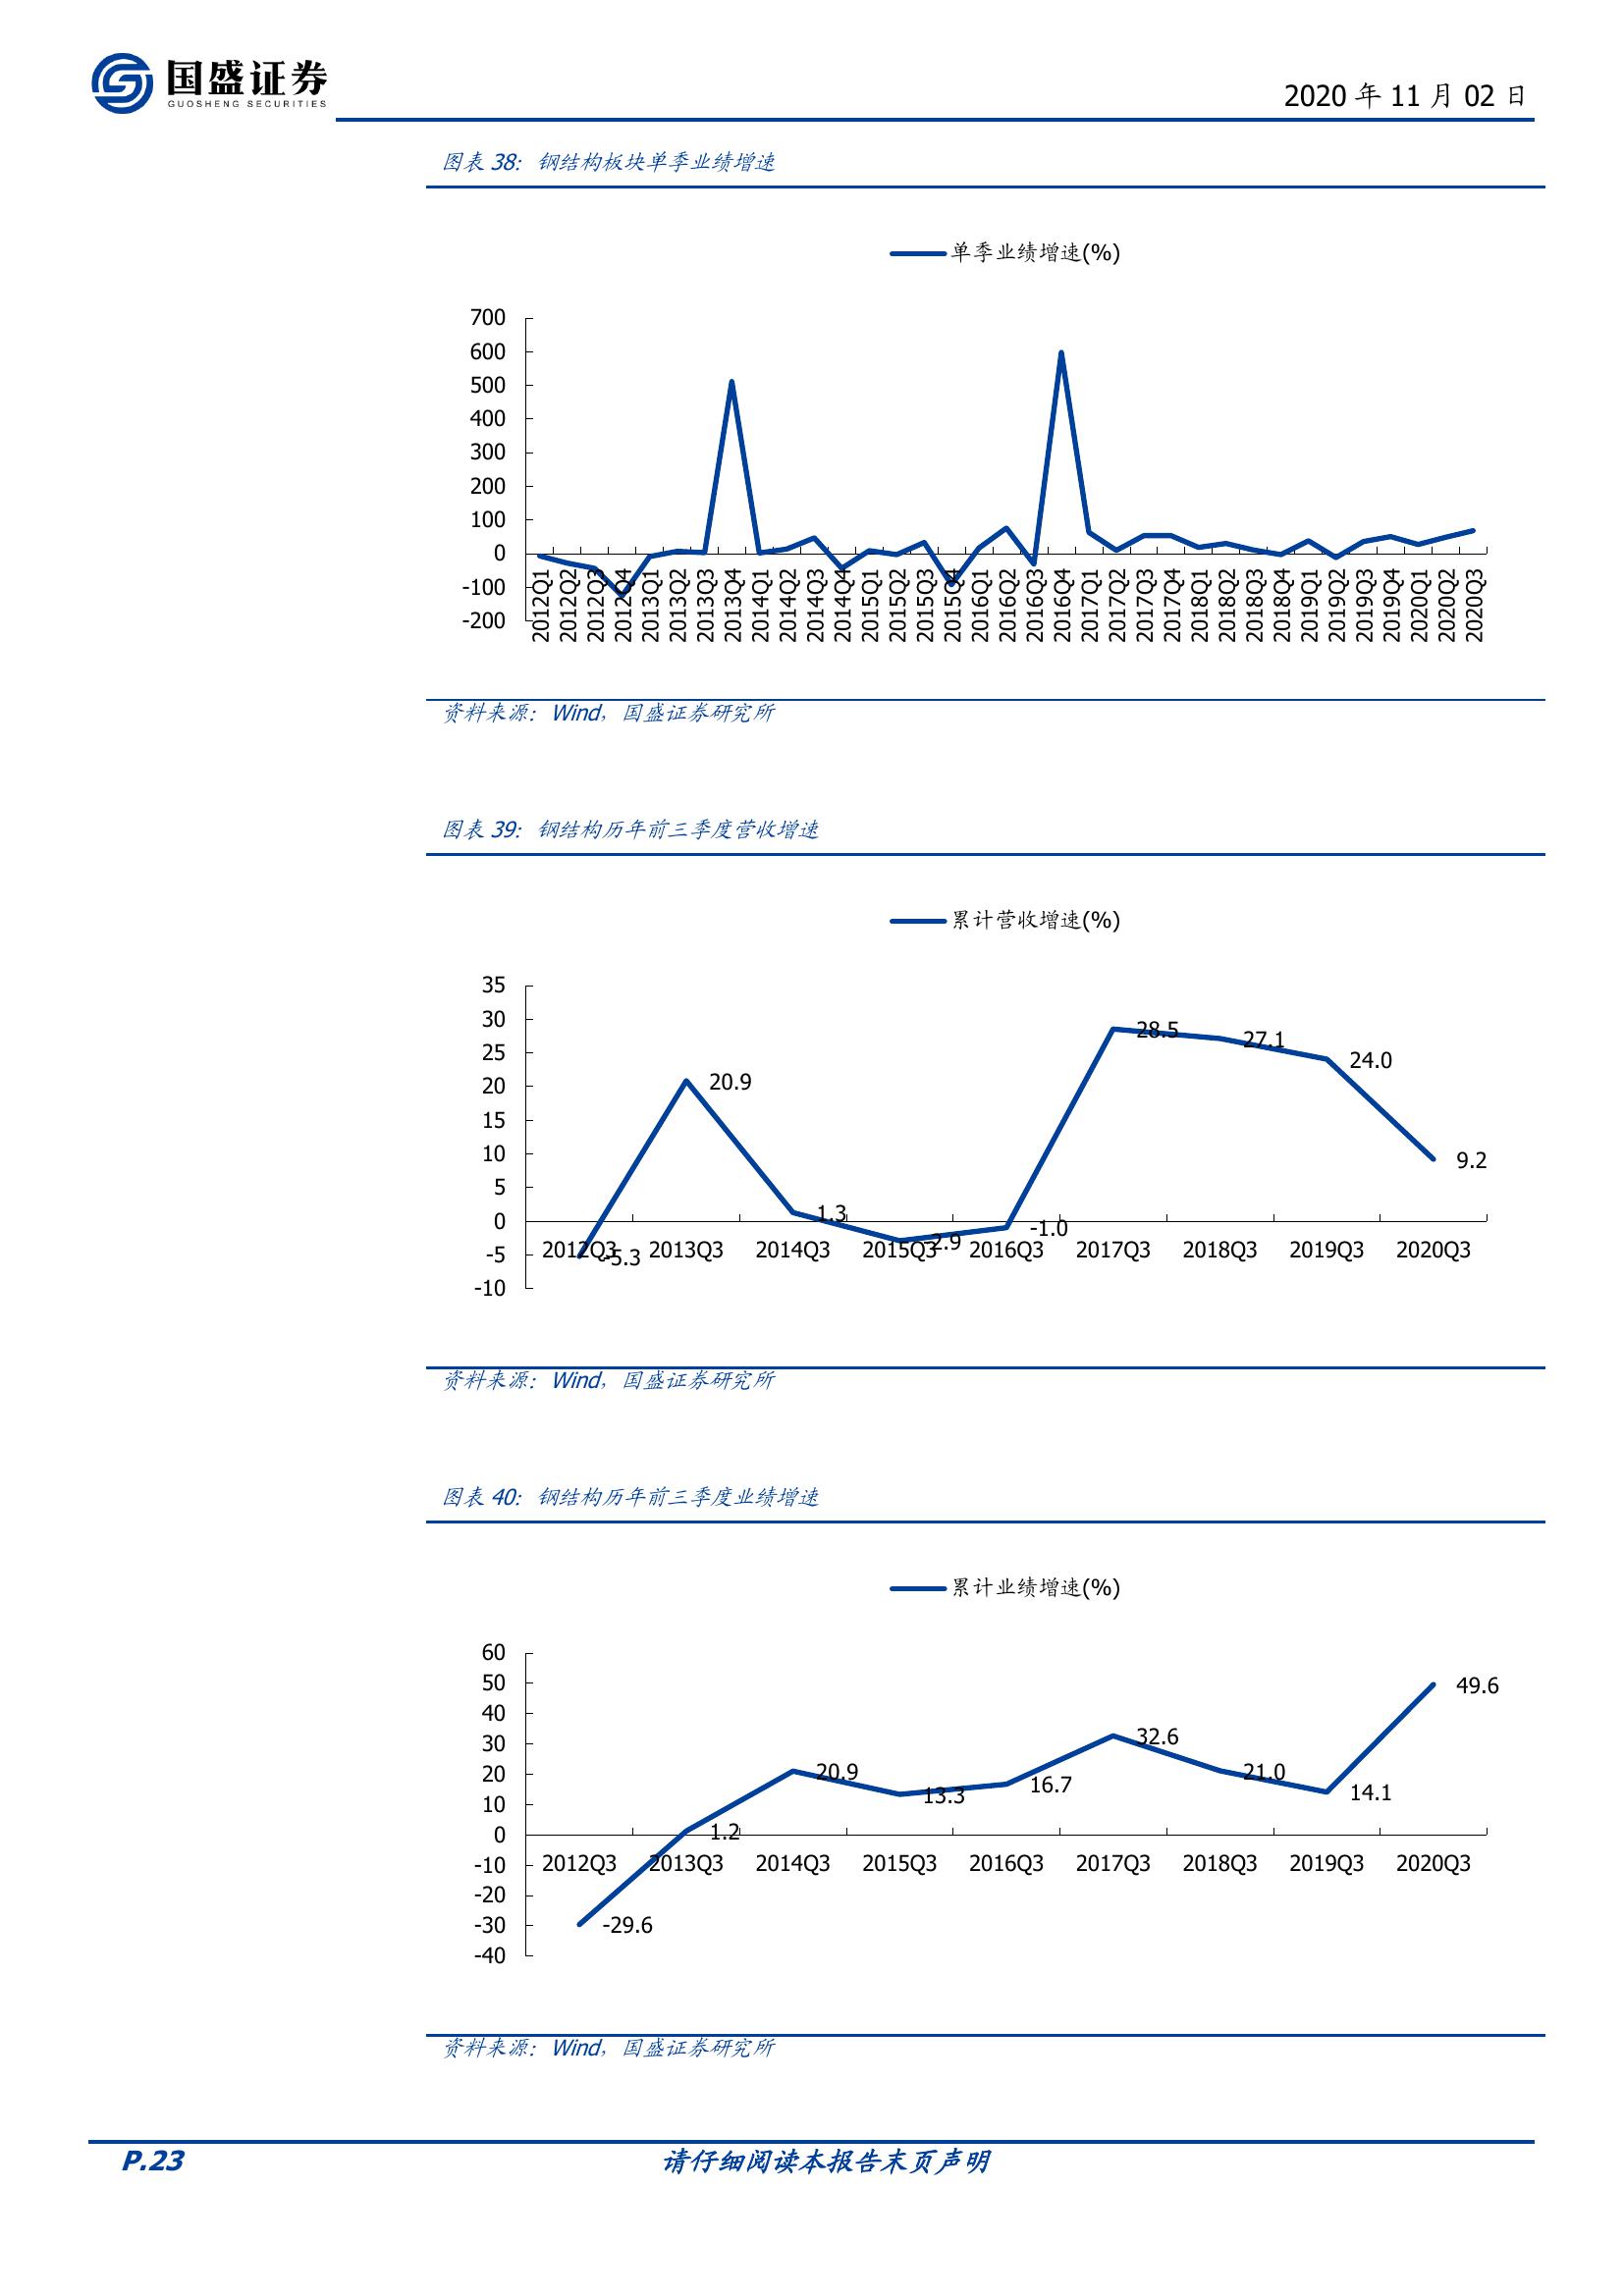 国盛证券
GUOSHENG SECURITIES
2020 年 11 月 02 日
图表 38：钢结构板块单季业绩增速
单季业绩增速(%)
700
600
500
400
300
200
100
0
-100
-200
2012Q1
2012Q2
2012Q3
2012Q4
2013Q1
2013Q2
2013Q3
2013Q4
2014Q1
2014Q2
2014Q3
2014Q4
2015Q1
2015Q2
2015Q3
2015Q4
2016Q1
2016Q2
2016Q3
2016Q4
2017Q1
2017Q2
2017Q3
2017Q4
2018Q1
2018Q2
2018Q3
2018Q4
2019Q1
2019Q2
2019Q3
2019Q4
2020Q1
2020Q2
2020Q3
资料来源：Wind，国盛证券研究所
图表 39：钢结构历年前三季度营收增速
累计营收增速(%)
35
30
25
20
15
10
5
0
-5
-10
-5.3
20.9
1.3
-2.9
-1.0
28.5
27.1
24.0
9.2
2012Q3 2013Q3 2014Q3 2015Q3 2016Q3 2017Q3 2018Q3 2019Q3 2020Q3
资料来源：Wind，国盛证券研究所
图表 40：钢结构历年前三季度业绩增速
累计业绩增速(%)
60
50
40
30
20
10
0
-10
-20
-30
-40
-29.6
1.2
20.9
13.3
16.7
32.6
21.0
14.1
49.6
2012Q3 2013Q3 2014Q3 2015Q3 2016Q3 2017Q3 2018Q3 2019Q3 2020Q3
资料来源：Wind，国盛证券研究所
P.23 请仔细阅读本报告末页声明